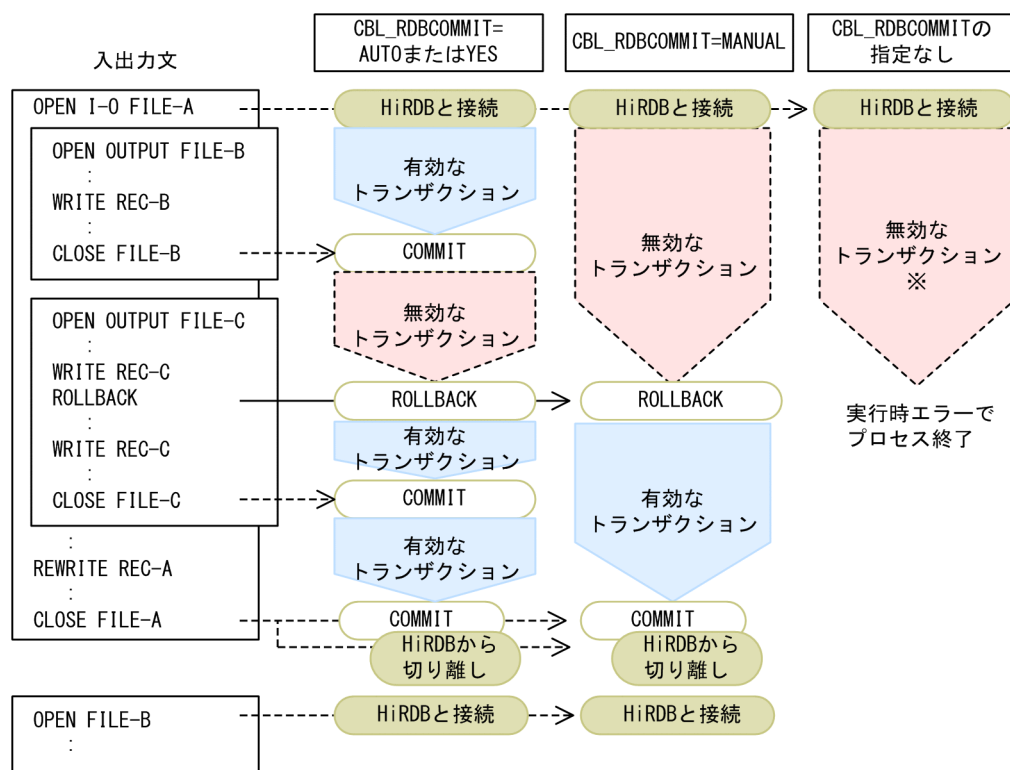 入出力文
CBL_RDBCOMMIT=
AUTOまたはYES
CBL_RDBCOMMIT=MANUAL
CBL_RDBCOMMITの
指定なし
OPEN I-O FILE-A
HiRDBと接続
HiRDBと接続
HiRDBと接続
OPEN OUTPUT FILE-B
:
WRITE REC-B
:
CLOSE FILE-B
有効な
トランザクション
COMMIT
無効な
トランザクション
無効な
トランザクション
※
OPEN OUTPUT FILE-C
:
WRITE REC-C
ROLLBACK
:
WRITE REC-C
:
CLOSE FILE-C
無効な
トランザクション
ROLLBACK
ROLLBACK
実行時エラーで
プロセス終了
有効な
トランザクション
COMMIT
有効な
トランザクション
有効な
トランザクション
:
REWRITE REC-A
:
CLOSE FILE-A
COMMIT
COMMIT
HiRDBから
切り離し
HiRDBから
切り離し
OPEN FILE-B
:
HiRDBと接続
HiRDBと接続